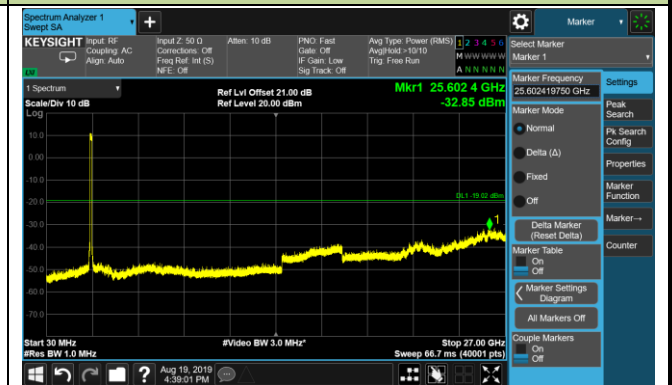 Spectrum Analyzer 1
Swept SA
Marker
KEYSIGHT
Input: RF
Coupling: AC
Align: Auto
Input Z: 50 Ω
Corrections: Off
Freq Ref: Int (S)
NFE: Off
Atten: 10 dB
PNO: Fast
Gate: Off
IF Gain: Low
Sig Track: Off
Avg Type: Power (RMS)
Avg|Hold:>10/10
Trig: Free Run
1 2 3 4 5 6
M W W W W W
A N N N N N
Select Marker
Marker 1
1 Spectrum
Scale/Div 10 dB
Log
Ref Lvl Offset 21.00 dB
Ref Level 20.00 dBm
Mkr1 25.602 4 GHz
-32.85 dBm
10.0
0.00
-10.0
-20.0
-30.0
-40.0
-50.0
-60.0
-70.0
DL1 -19.02 dBm
1
Start 30 MHz
#Res BW 1.0 MHz
#Video BW 3.0 MHz*
Stop 27.00 GHz
Sweep 66.7 ms (40001 pts)
Marker Frequency
25.602419750 GHz
Marker Mode
Normal
Delta (Δ)
Fixed
Off
Delta Marker
(Reset Delta)
Marker Table
On
Off
Marker Settings
Diagram
All Markers Off
Couple Markers
On
Off
Settings
Peak
Search
Pk Search
Config
Properties
Marker
Function
Marker→
Counter
Aug 19, 2019
4:39:01 PM